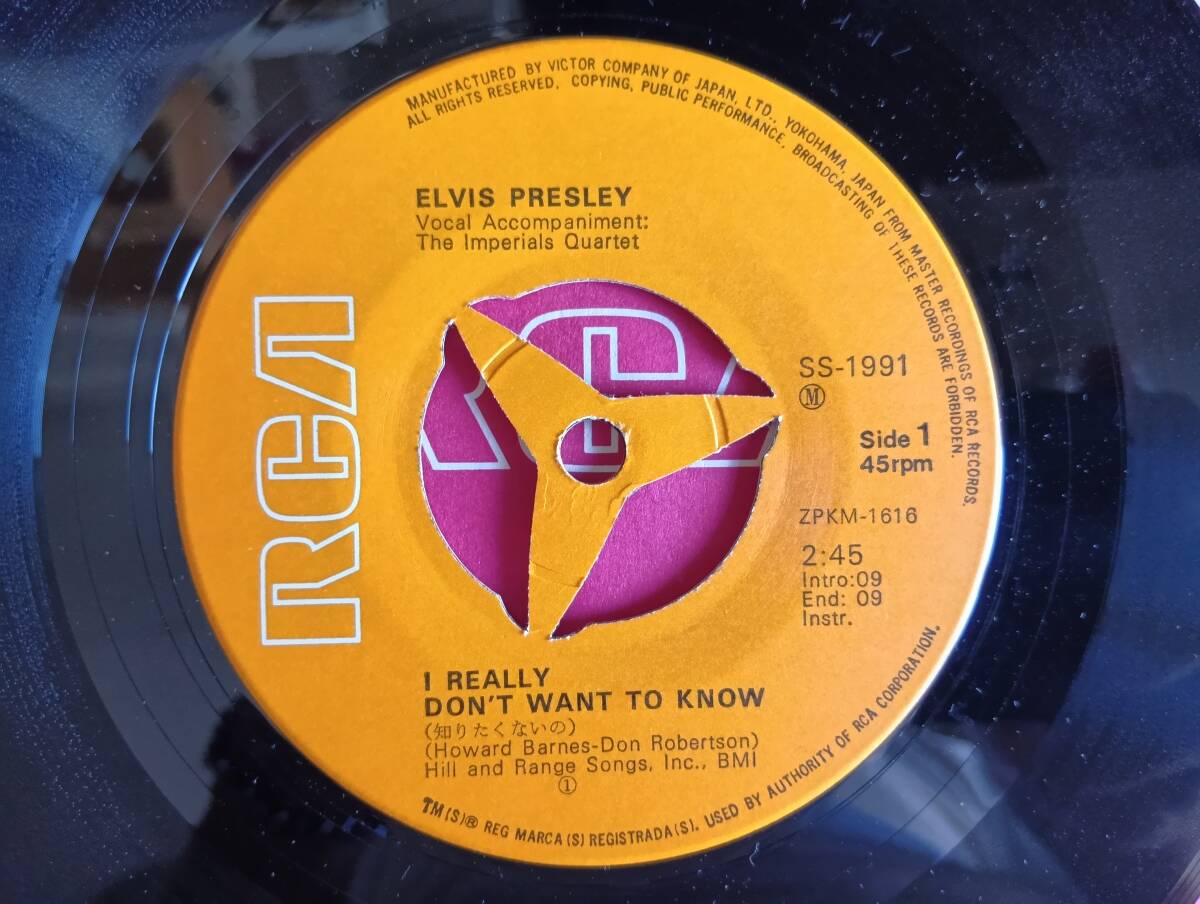 MANUFACTURED BY VICTOR COMPANY OF JAPAN, LTD., YOKOHAMA, JAPAN FROM MASTER RECORDINGS OF RCA RECORDS.
ALL RIGHTS RESERVED. COPYING, PUBLIC PERFORMANCE, BROADCASTING OF THESE RECORDS ARE FORBIDDEN.
ELVIS PRESLEY
Vocal Accompaniment:
The Imperials Quartet
RCA
SS-1991
Ⓜ
Side 1
45rpm
ZPKM-1616
2:45
Intro:09
End: 09
Instr.
I REALLY
DON'T WANT TO KNOW
(知りたくないの)
(Howard Barnes-Don Robertson)
Hill and Range Songs, Inc., BMI
①
TM(S)® REG MARCA(S) REGISTRADA(S). USED BY AUTHORITY OF RCA CORPORATION.